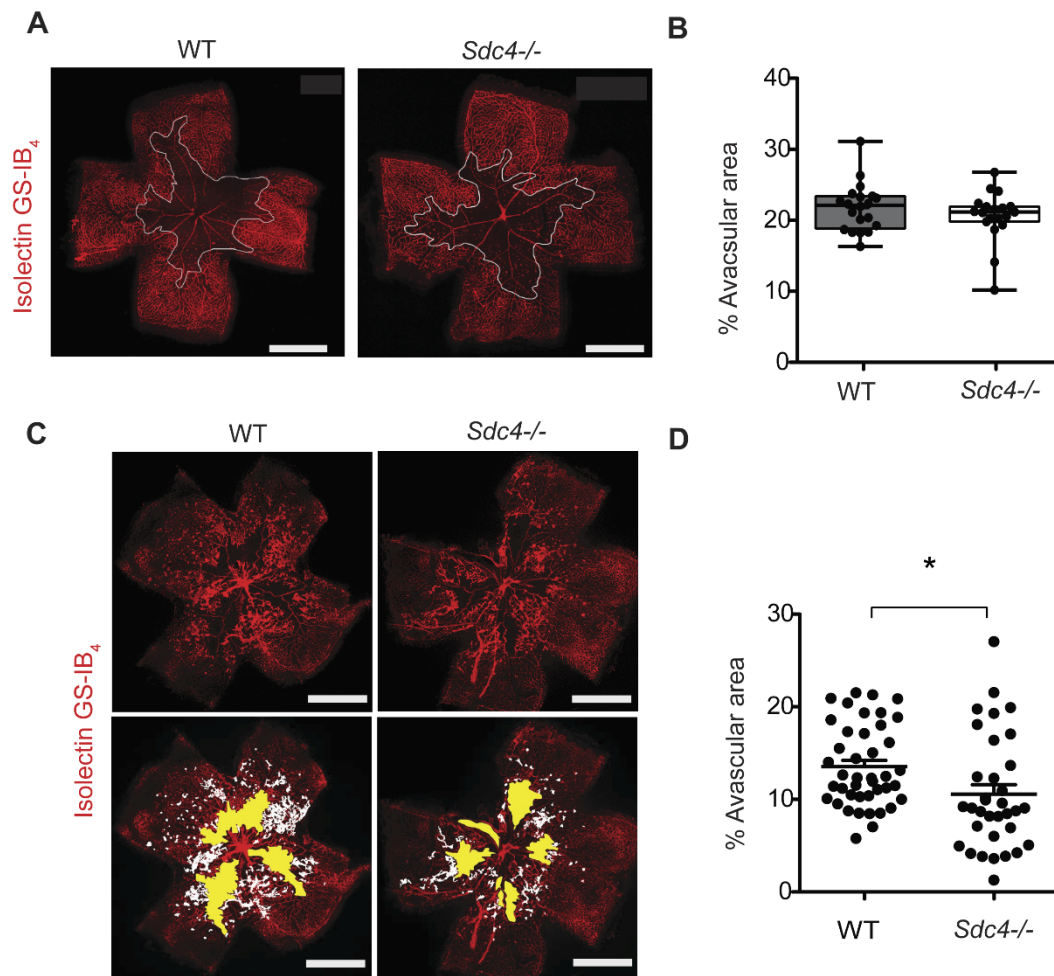 A
WT
Sdc4-/-
Isolectin GS-IB4
B
% Avacsular area
40
30
20
10
0
WT
Sdc4-/-
C
WT
Sdc4-/-
Isolectin GS-IB4
D
*
% Avascular area
30
20
10
0
WT
Sdc4-/-